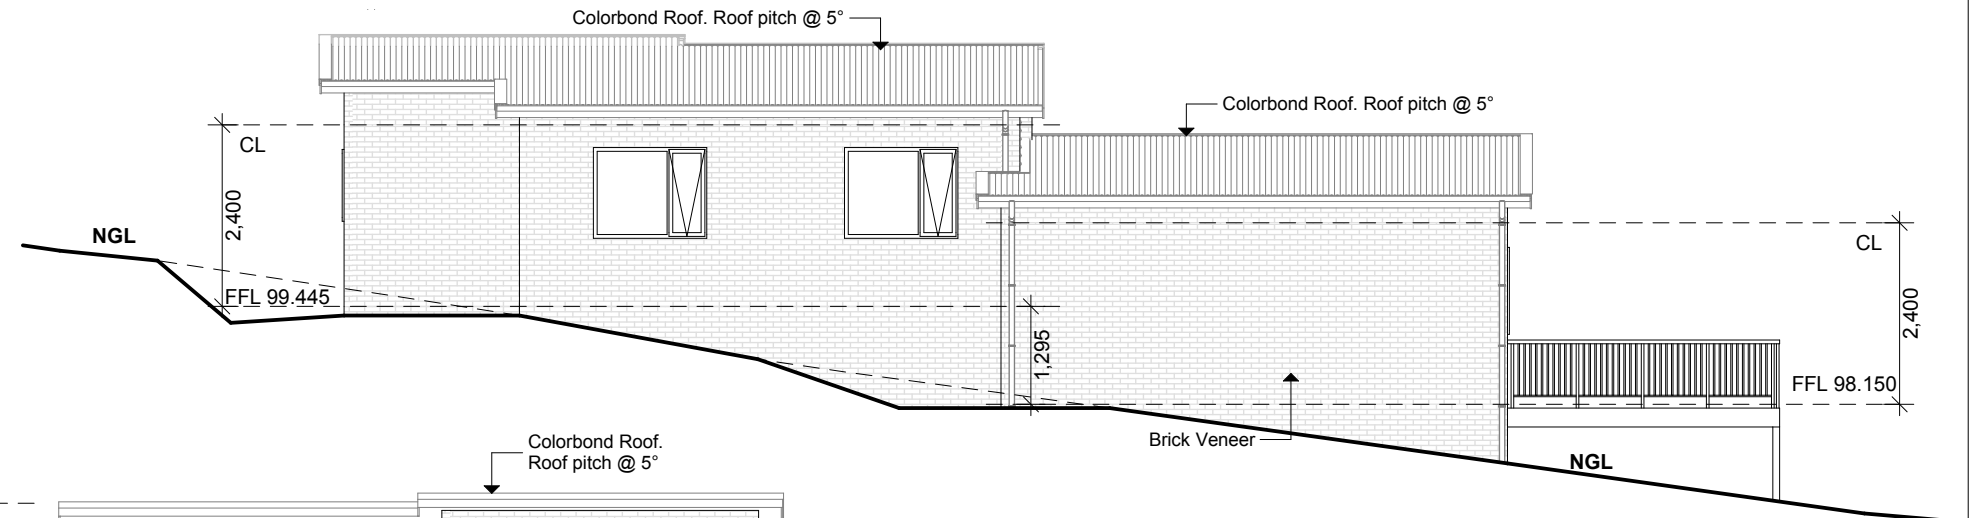 Colorbond Roof. Roof pitch @ 5°
Colorbond Roof. Roof pitch @ 5°
CL
2,400
NGL
FFL 99.445
CL
2,400
1,295
FFL 98.150
Brick Veneer
NGL
Colorbond Roof.
Roof pitch @ 5°